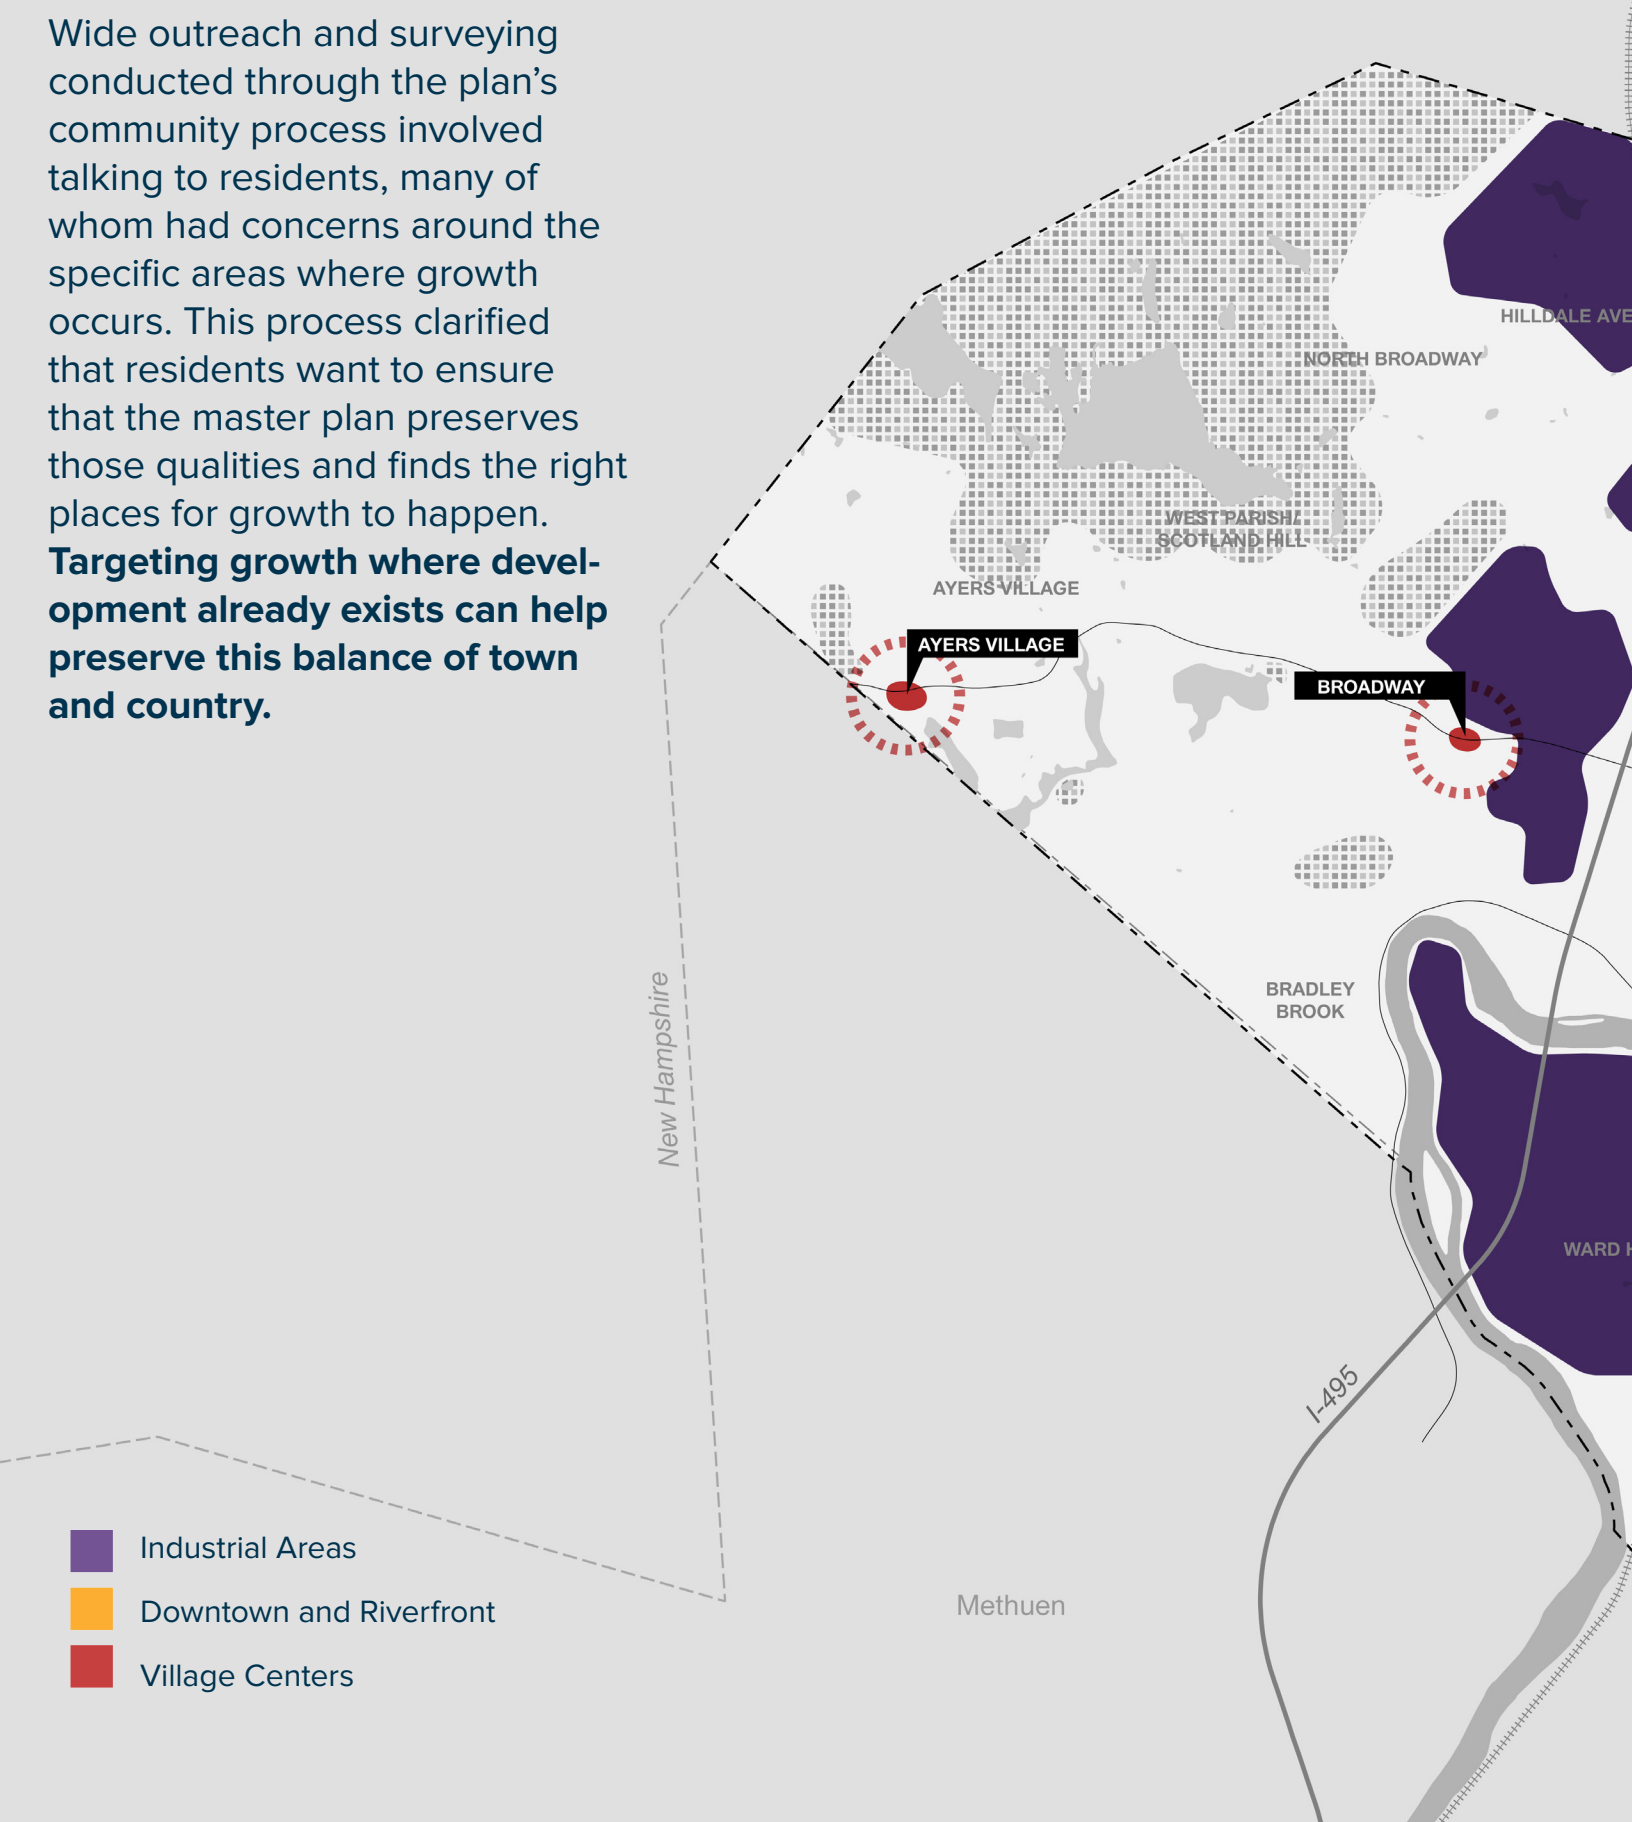 Wide outreach and surveying
conducted through the plan’s
community process involved
talking to residents, many of
whom had concerns around the
specific areas where growth
occurs. This process clarified
that residents want to ensure
that the master plan preserves
those qualities and finds the right
places for growth to happen.
Targeting growth where devel-
opment already exists can help
preserve this balance of town
and country.
HILLDALE AVE
NORTH BROADWAY
WEST PARISH/
SCOTLAND HILL
AYERS VILLAGE
AYERS VILLAGE
BROADWAY
BRADLEY
BROOK
New Hampshire
WARD H
I-495
Methuen
Industrial Areas
Downtown and Riverfront
Village Centers